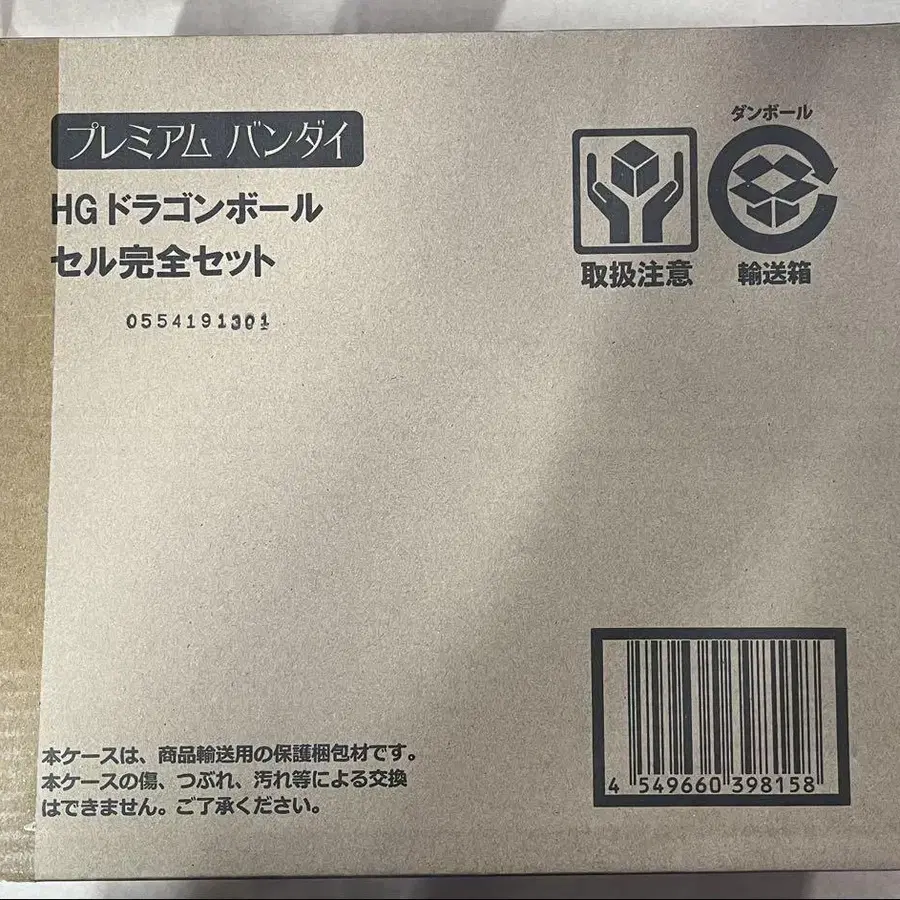 プレミアム バンダイ
HGドラゴンボール
セル完全セット
0554191301
ダンボール
取扱注意
輸送箱
本ケースは、商品輸送用の保護梱包材です。
本ケースの傷、つぶれ、汚れ等による交換
はできません。ご了承ください。
4 549660 398158